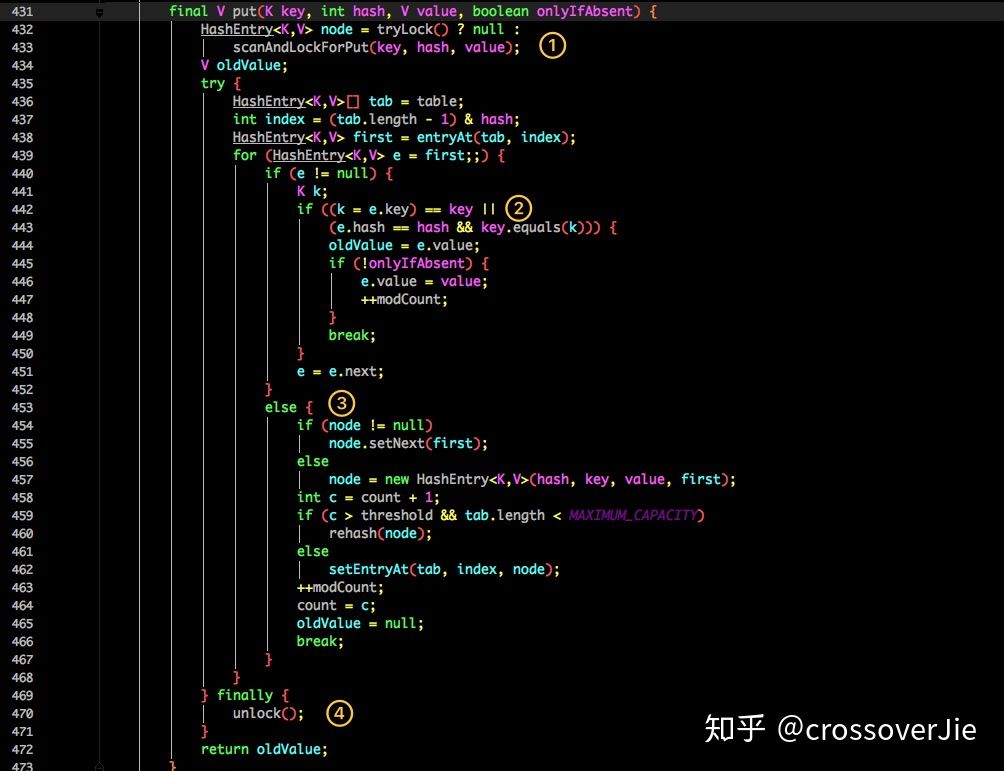 431 final V put(K key, int hash, V value, boolean onlyIfAbsent) {
432 HashEntry<K,V> node = tryLock() ? null :
433 scanAndLockForPut(key, hash, value); ①
434 V oldValue;
435 try {
436 HashEntry<K,V>[] tab = table;
437 int index = (tab.length - 1) & hash;
438 HashEntry<K,V> first = entryAt(tab, index);
439 for (HashEntry<K,V> e = first;;) {
440 if (e != null) {
441 K k;
442 if ((k = e.key) == key || ②
443 (e.hash == hash && key.equals(k))) {
444 oldValue = e.value;
445 if (!onlyIfAbsent) {
446 e.value = value;
447 ++modCount;
448 }
449 break;
450 }
451 e = e.next;
452 }
453 else { ③
454 if (node != null)
455 node.setNext(first);
456 else
457 node = new HashEntry<K,V>(hash, key, value, first);
458 int c = count + 1;
459 if (c > threshold && tab.length < MAXIMUM_CAPACITY)
460 rehash(node);
461 else
462 setEntryAt(tab, index, node);
463 ++modCount;
464 count = c;
465 oldValue = null;
466 break;
467 }
468 }
469 } finally {
470 unlock(); ④
471 }
472 return oldValue;
473 }
知乎 @crossoverJie